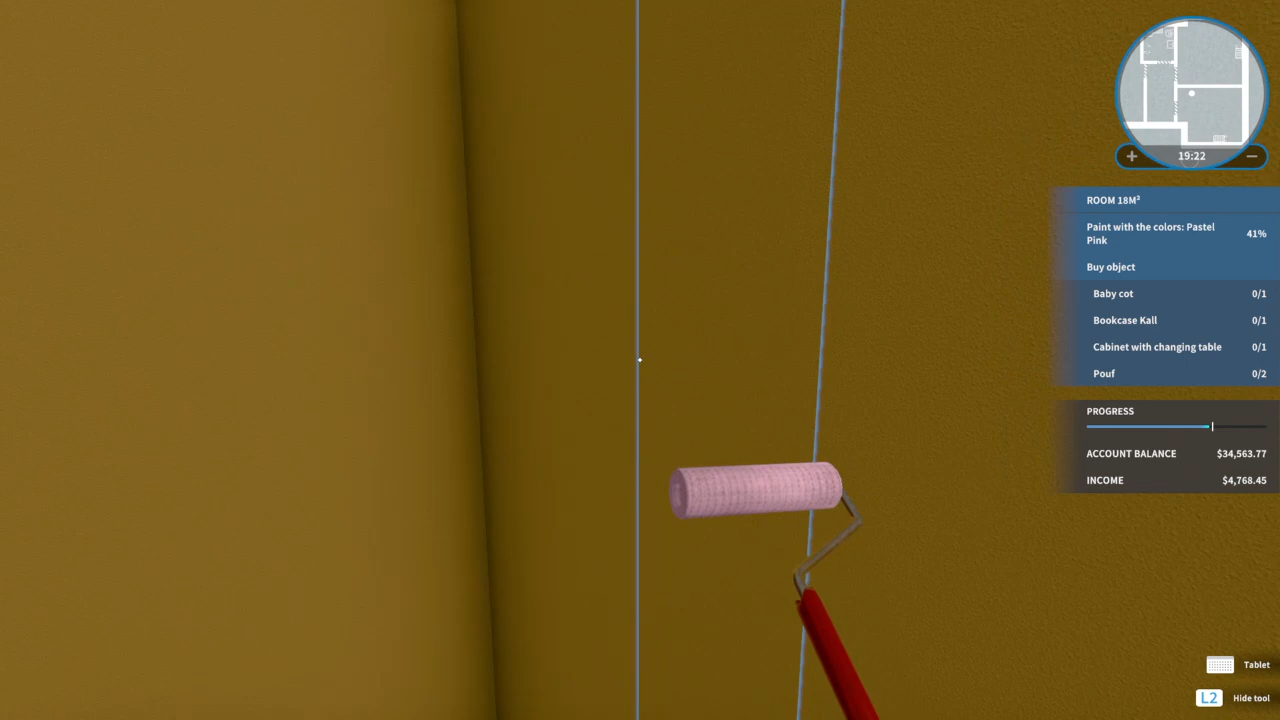 + 19:22 −
ROOM 18M²
Paint with the colors: Pastel
Pink
41%
Buy object
Baby cot 0/1
Bookcase Kall 0/1
Cabinet with changing table 0/1
Pouf 0/2
PROGRESS
ACCOUNT BALANCE $34,563.77
INCOME $4,768.45
Tablet
L2 Hide tool